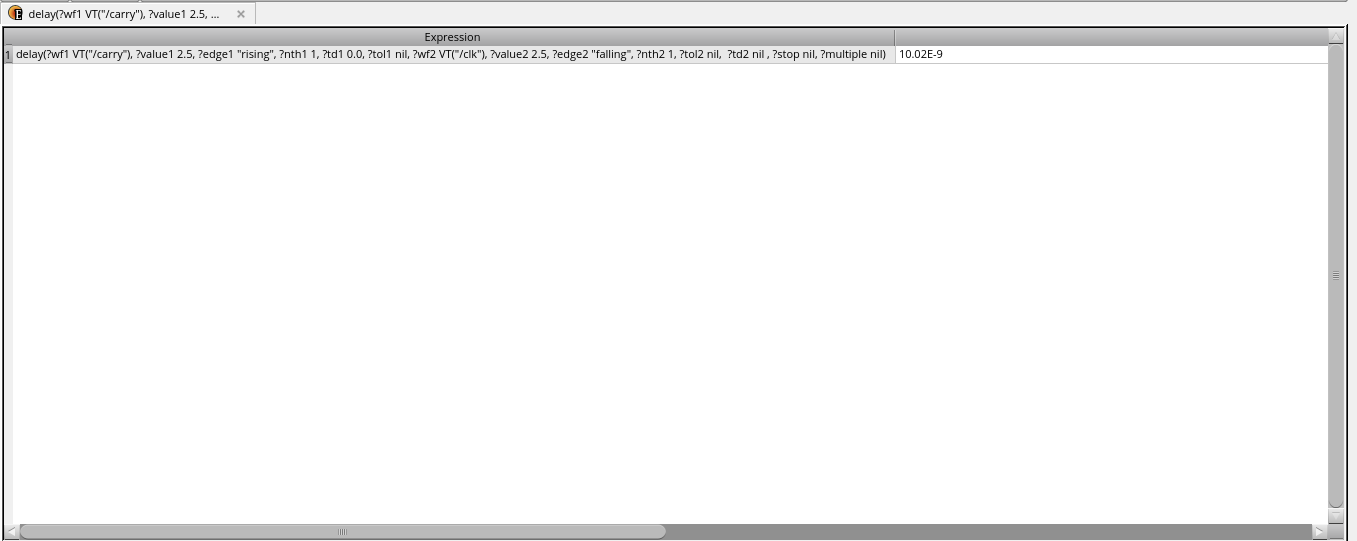 delay(?wf1 VT("/carry"), ?value1 2.5, ...
Expression
1 delay(?wf1 VT("/carry"), ?value1 2.5, ?edge1 "rising", ?nth1 1, ?td1 0.0, ?tol1 nil, ?wf2 VT("/clk"), ?value2 2.5, ?edge2 "falling", ?nth2 1, ?tol2 nil,  ?td2 nil , ?stop nil, ?multiple nil) 10.02E-9